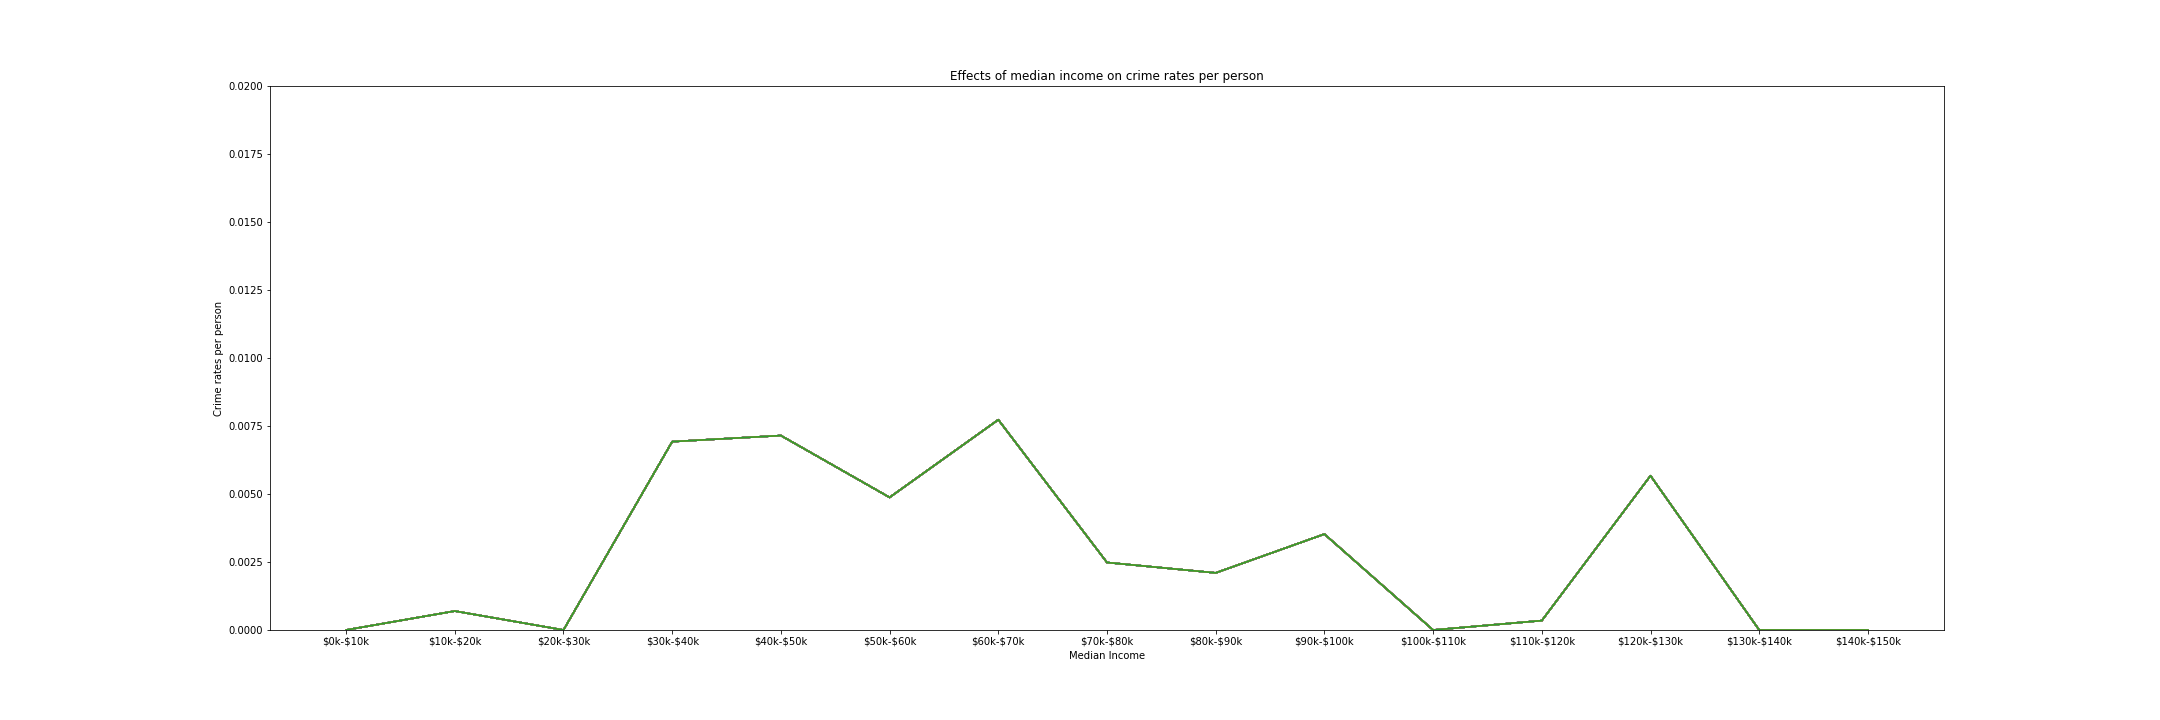 Effects of median income on crime rates per person
0.0200
0.0175
0.0150
0.0125
0.0100
0.0075
0.0050
0.0025
0.0000
Crime rates per person
$0k-$10k $10k-$20k $20k-$30k $30k-$40k $40k-$50k $50k-$60k $60k-$70k $70k-$80k $80k-$90k $90k-$100k $100k-$110k $110k-$120k $120k-$130k $130k-$140k $140k-$150k
Median Income